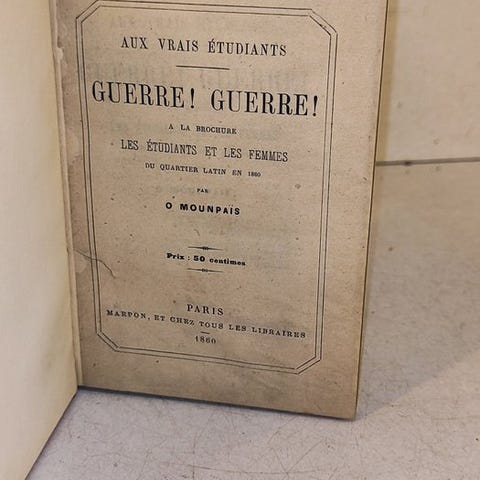 AUX VRAIS ÉTUDIANTS
GUERRE! GUERRE!
A LA BROCHURE
LES ÉTUDIANTS ET LES FEMMES
DU QUARTIER LATIN EN 1860
PAR
O MOUNPAÏS
Prix : 50 centimes
PARIS
MARPON, ET CHEZ TOUS LES LIBRAIRES
1860